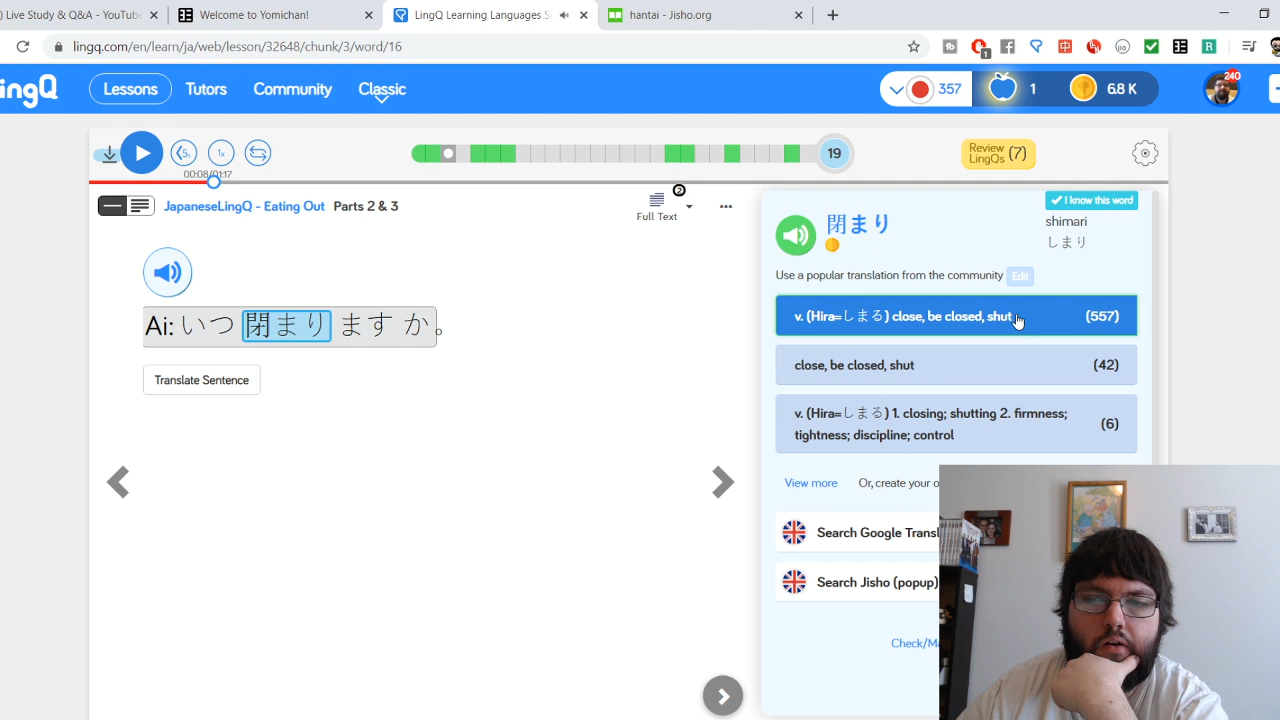 ) Live Study & Q&A - YouTub
Welcome to Yomichan!
LingQ Learning Languages S
hantai - Jisho.org
lingq.com/en/learn/ja/web/lesson/32648/chunk/3/word/16
1
ingQ
Lessons
Tutors
Community
Classic
357
1
6.8 K
240
5s
1x
00:08/01:17
19
Review
LingQs (7)
JapaneseLingQ - Eating Out Parts 2 & 3
2
Full Text
Ai: いつ 閉まり ます か。
Translate Sentence
閉まり
I know this word
shimari
しまり
Use a popular translation from the community
Edit
v. (Hira=しまる) close, be closed, shut (557)
close, be closed, shut (42)
v. (Hira=しまる) 1. closing; shutting 2. firmness;
tightness; discipline; control (6)
View more
Or, create your o
Search Google Transl
Search Jisho (popup)
Check/Ma